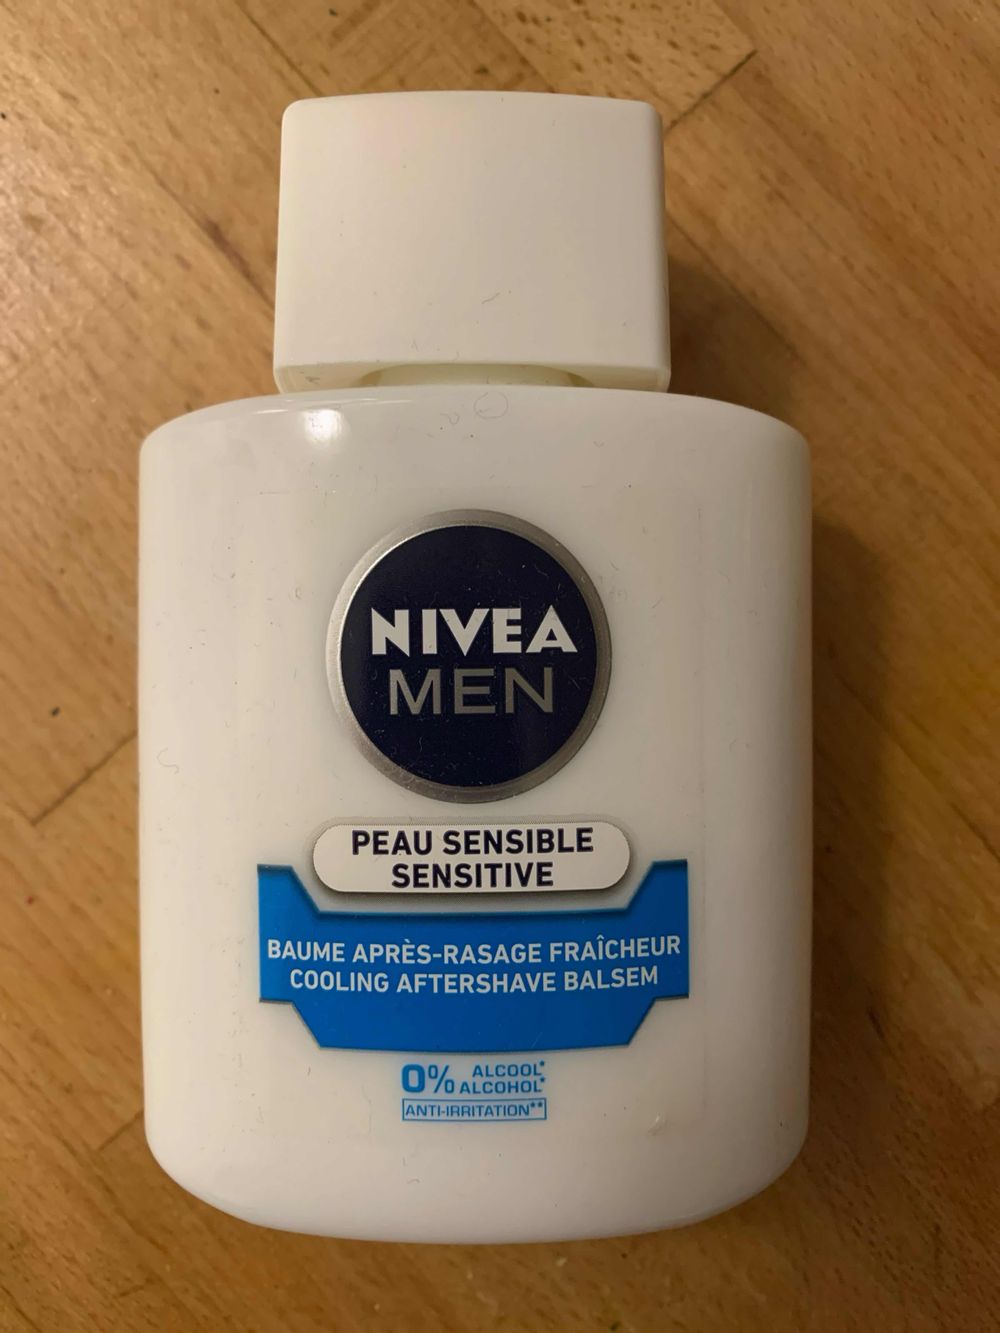 NIVEA
MEN
PEAU SENSIBLE
SENSITIVE
BAUME APRÈS-RASAGE FRAÎCHEUR
COOLING AFTERSHAVE BALSEM
0% ALCOOL*
ALCOHOL*
ANTI-IRRITATION**